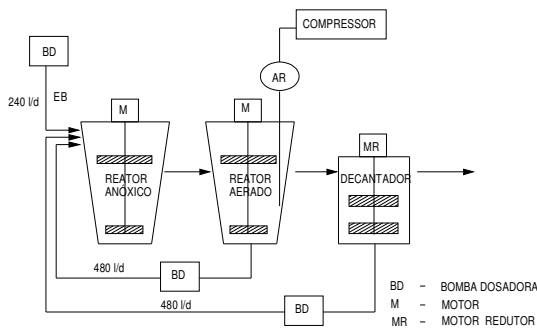 COMPRESSOR
BD
AR
240 l/d
EB
M
M
MR
REATOR
ANÓXICO
REATOR
AERADO
DECANTADOR
480 l/d
BD
480 l/d
BD
BD – BOMBA DOSADORA
M – MOTOR
MR – MOTOR REDUTOR